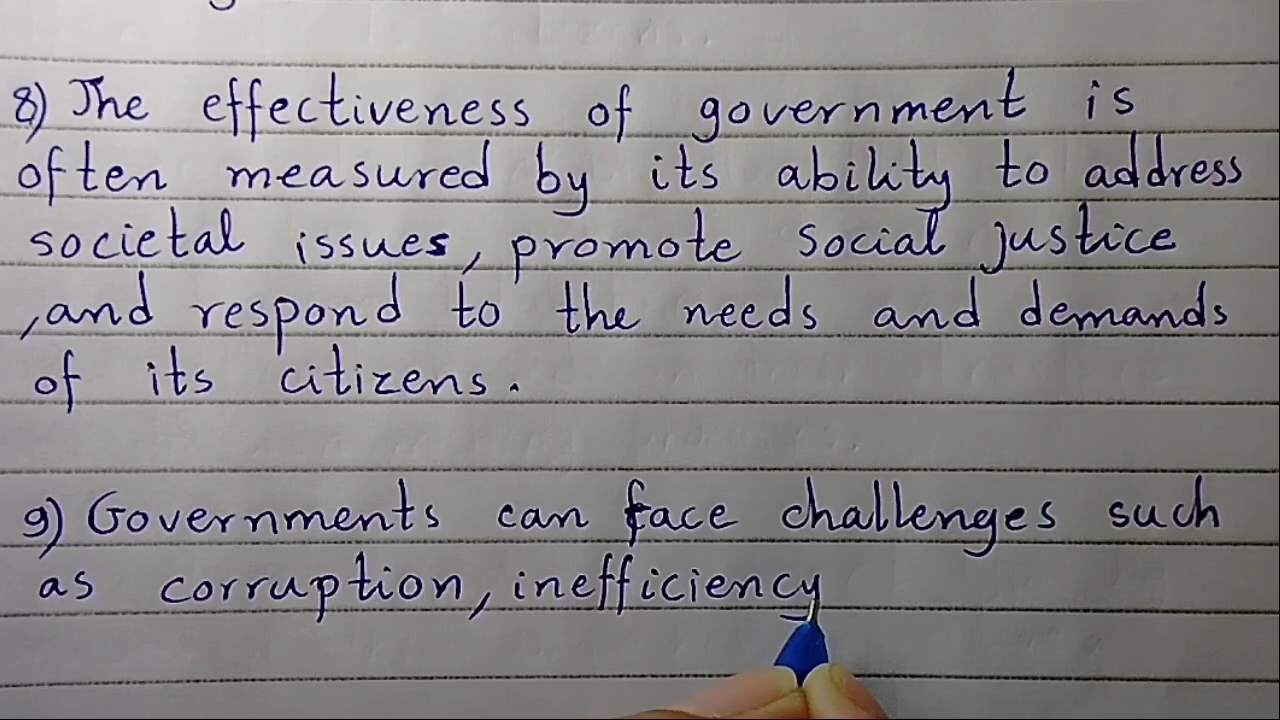 8) The effectiveness of government is
often measured by its ability to address
societal issues, promote social justice
,and respond to the needs and demands
of its citizens.
9) Governments can face challenges such
as corruption, inefficiency